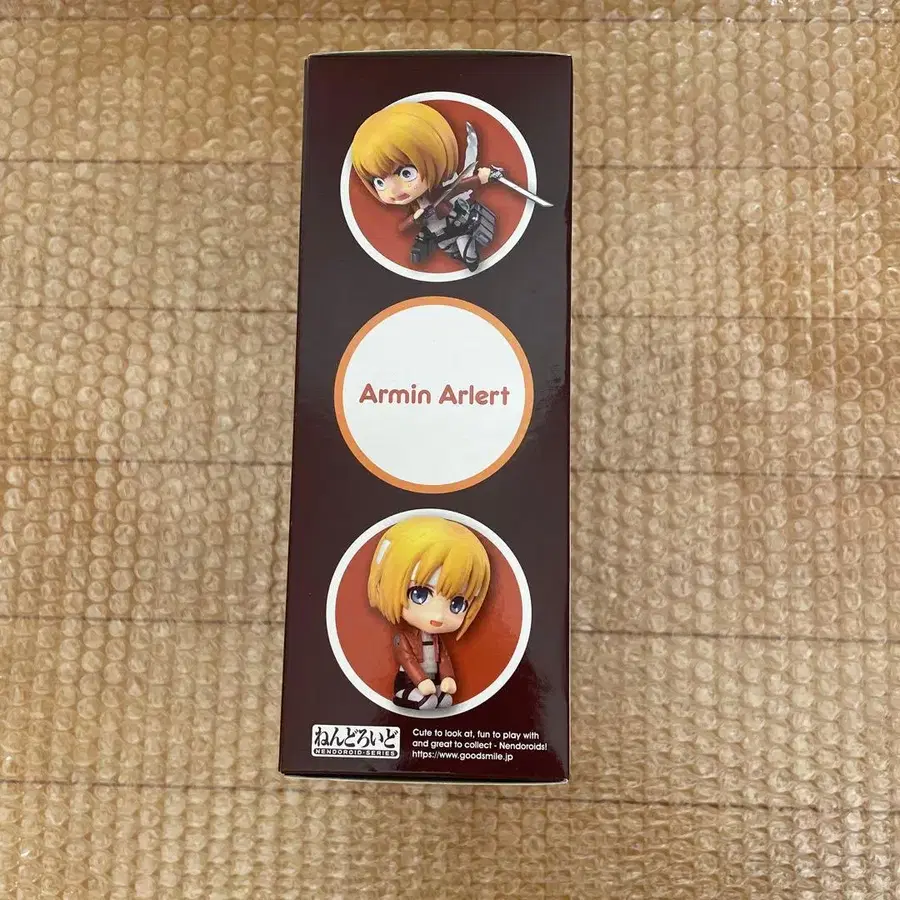 Armin Arlert
ねんどろいど
NENDOROID·SERIES
Cute to look at, fun to play with
and great to collect - Nendoroids!
https://www.goodsmile.jp